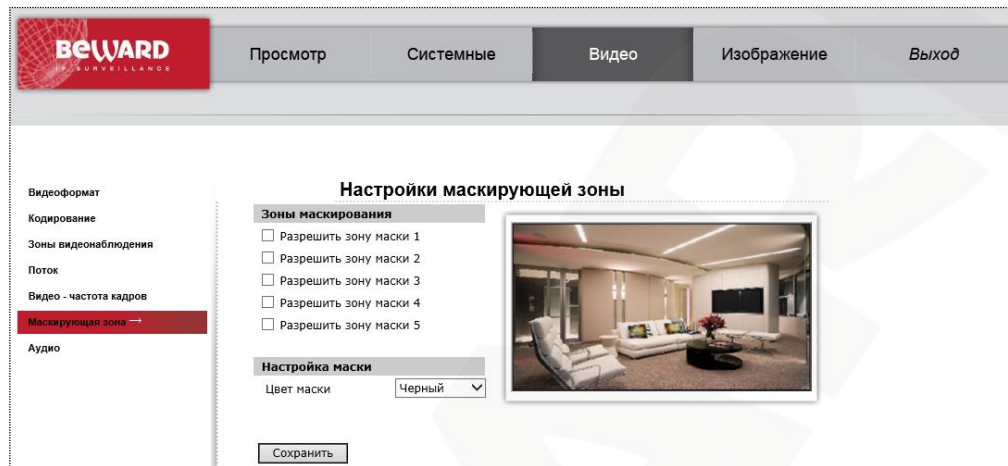 BEWARD
IP SURVEILLANCE
Просмотр
Системные
Видео
Изображение
Выход
Видеоформат
Кодирование
Зоны видеонаблюдения
Поток
Видео - частота кадров
Маскирующая зона →
Аудио
Настройки маскирующей зоны
Зоны маскирования
Разрешить зону маски 1
Разрешить зону маски 2
Разрешить зону маски 3
Разрешить зону маски 4
Разрешить зону маски 5
Настройка маски
Цвет маски Черный
Сохранить